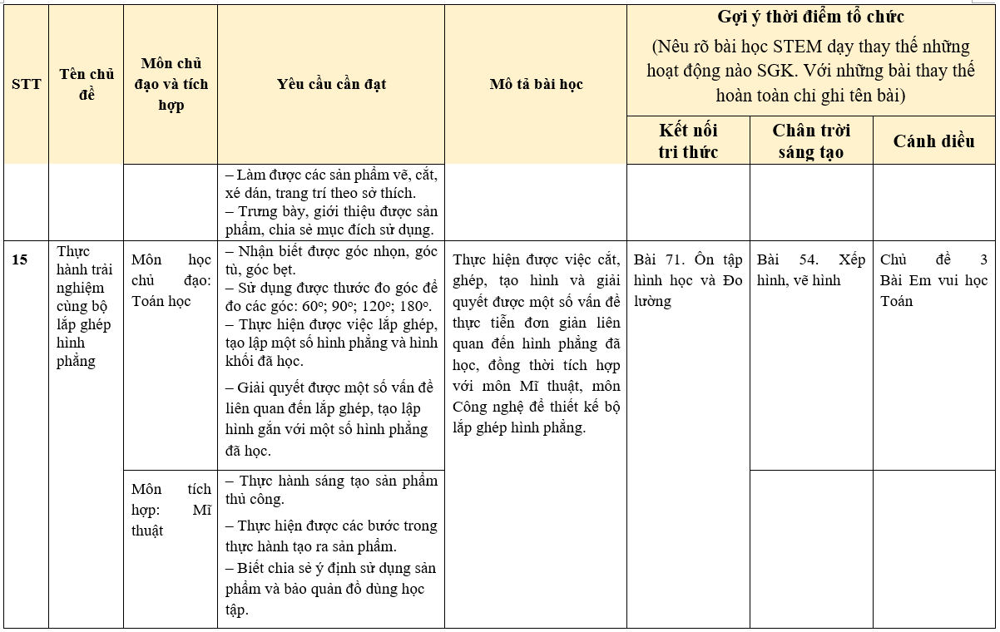 STT
Tên chủ
đề
Môn chủ
đạo và tích
hợp
Yêu cầu cần đạt
Mô tả bài học
Gợi ý thời điểm tổ chức
(Nêu rõ bài học STEM dạy thay thế những
hoạt động nào SGK. Với những bài thay thế
hoàn toàn chỉ ghi tên bài)
Kết nối
tri thức
Chân trời
sáng tạo
Cánh diều
– Làm được các sản phẩm vẽ, cắt,
xé dán, trang trí theo sở thích.
– Trưng bày, giới thiệu được sản
phẩm, chia sẻ mục đích sử dụng.
15
Thực
hành trải
nghiệm
cùng bộ
lắp ghép
hình
phẳng
Môn học
chủ đạo:
Toán học
– Nhận biết được góc nhọn, góc
tù, góc bẹt.
– Sử dụng được thước đo góc để
đo các góc: 60º; 90º; 120º; 180º.
– Thực hiện được việc lắp ghép,
tạo lập một số hình phẳng và hình
khối đã học.
– Giải quyết được một số vấn đề
liên quan đến lắp ghép, tạo lập
hình gắn với một số hình phẳng
đã học.
Thực hiện được việc cắt,
ghép, tạo hình và giải
quyết được một số vấn đề
thực tiễn đơn giản liên
quan đến hình phẳng đã
học, đồng thời tích hợp
với môn Mĩ thuật, môn
Công nghệ để thiết kế bộ
lắp ghép hình phẳng.
Bài 71. Ôn tập
hình học và Đo
lường
Bài 54. Xếp
hình, vẽ hình
Chủ đề 3
Bài Em vui học
Toán
Môn tích
hợp: Mĩ
thuật
– Thực hành sáng tạo sản phẩm
thủ công.
– Thực hiện được các bước trong
thực hành tạo ra sản phẩm.
– Biết chia sẻ ý định sử dụng sản
phẩm và bảo quản đồ dùng học
tập.